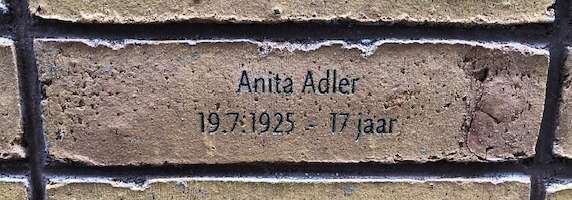 Anita Adler
19.7.1925 - 17 jaar